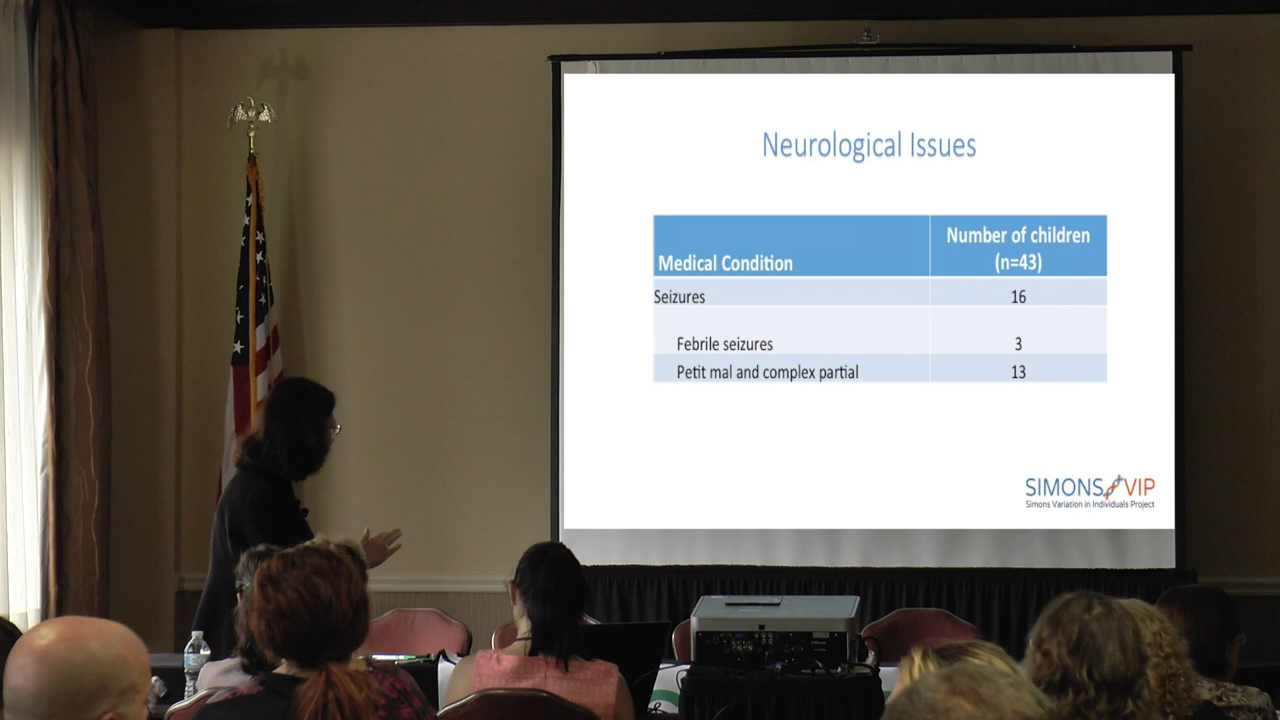 Neurological Issues
Medical Condition
Number of children
(n=43)
Seizures 16
Febrile seizures 3
Petit mal and complex partial 13
SIMONS VIP
Simons Variation in Individuals Project